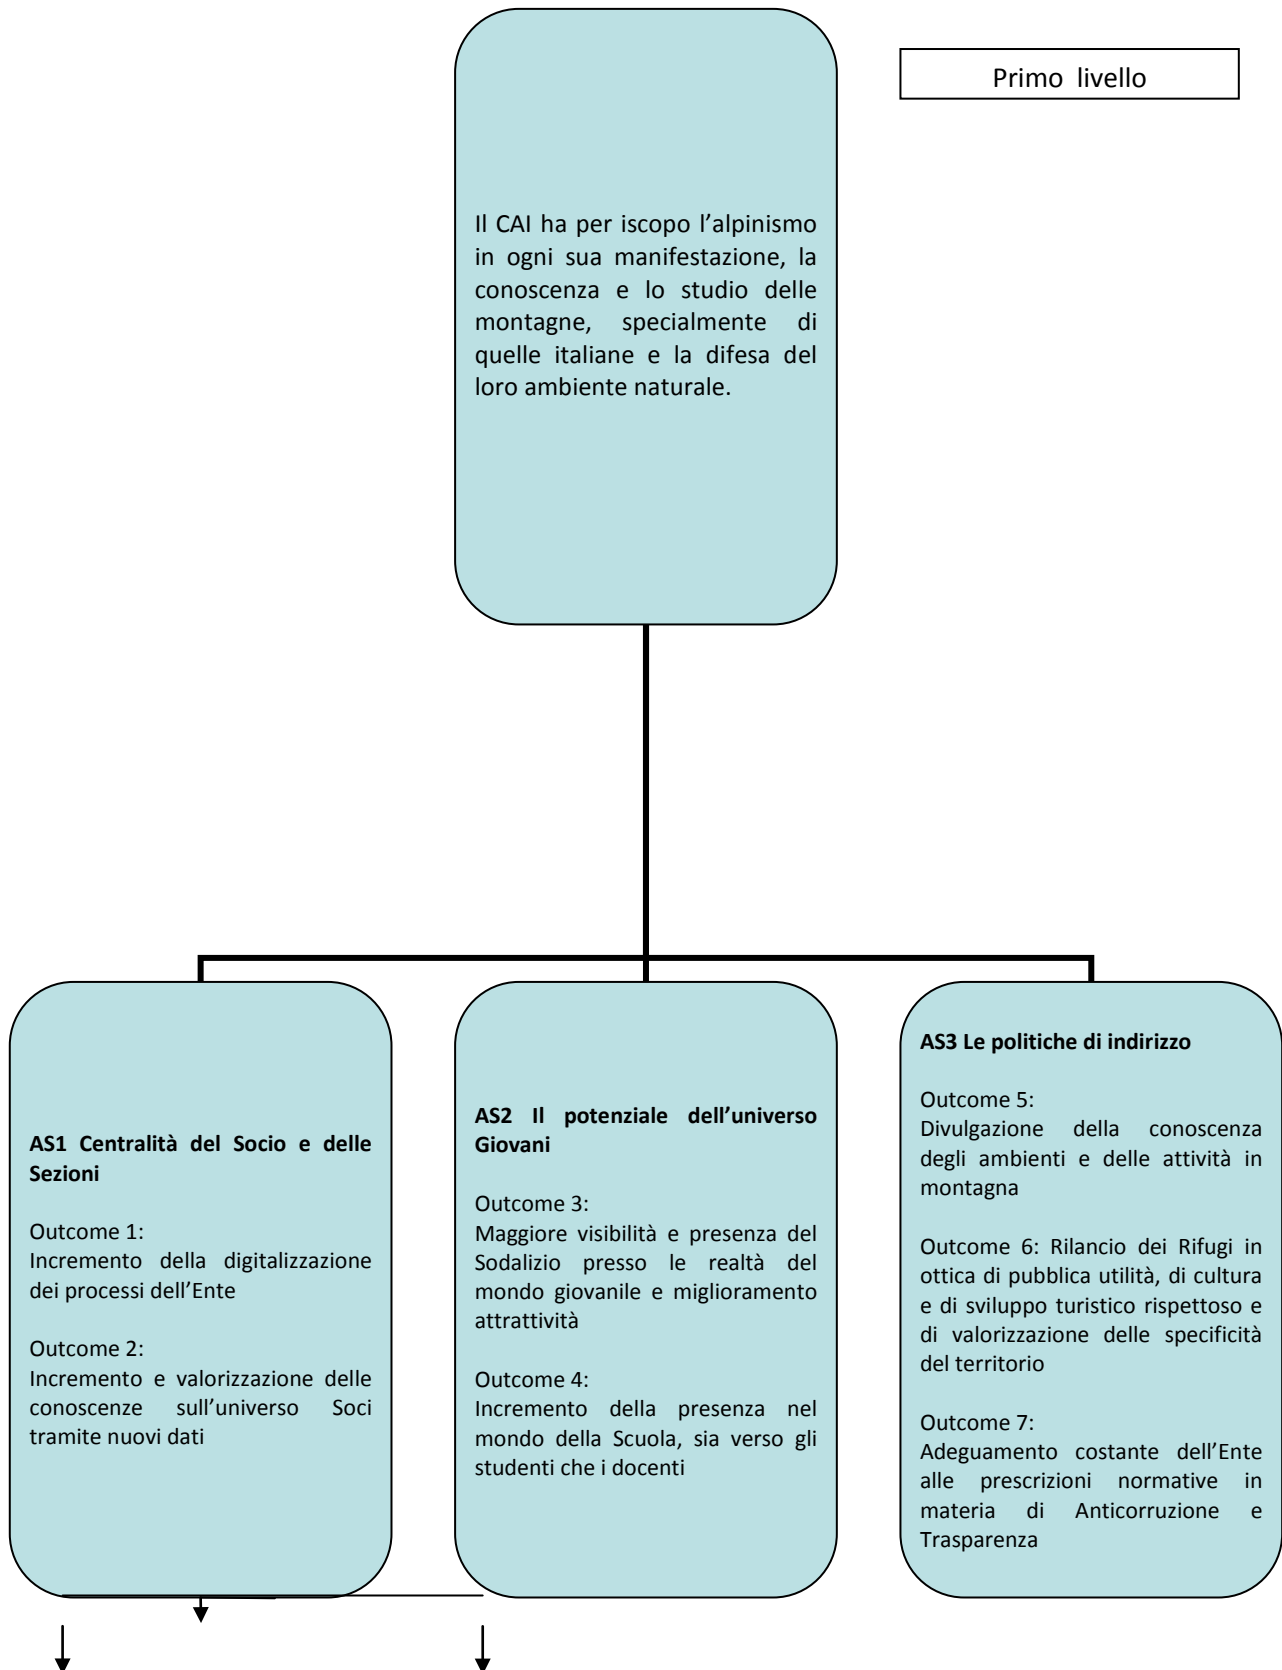 Primo livello
Il CAI ha per iscopo l’alpinismo
in ogni sua manifestazione, la
conoscenza e lo studio delle
montagne, specialmente di
quelle italiane e la difesa del
loro ambiente naturale.
AS1 Centralità del Socio e delle
Sezioni
Outcome 1:
Incremento della digitalizzazione
dei processi dell’Ente
Outcome 2:
Incremento e valorizzazione delle
conoscenze sull’universo Soci
tramite nuovi dati
AS2 Il potenziale dell’universo
Giovani
Outcome 3:
Maggiore visibilità e presenza del
Sodalizio presso le realtà del
mondo giovanile e miglioramento
attrattività
Outcome 4:
Incremento della presenza nel
mondo della Scuola, sia verso gli
studenti che i docenti
AS3 Le politiche di indirizzo
Outcome 5:
Divulgazione della conoscenza
degli ambienti e delle attività in
montagna
Outcome 6: Rilancio dei Rifugi in
ottica di pubblica utilità, di cultura
e di sviluppo turistico rispettoso e
di valorizzazione delle specificità
del territorio
Outcome 7:
Adeguamento costante dell’Ente
alle prescrizioni normative in
materia di Anticorruzione e
Trasparenza